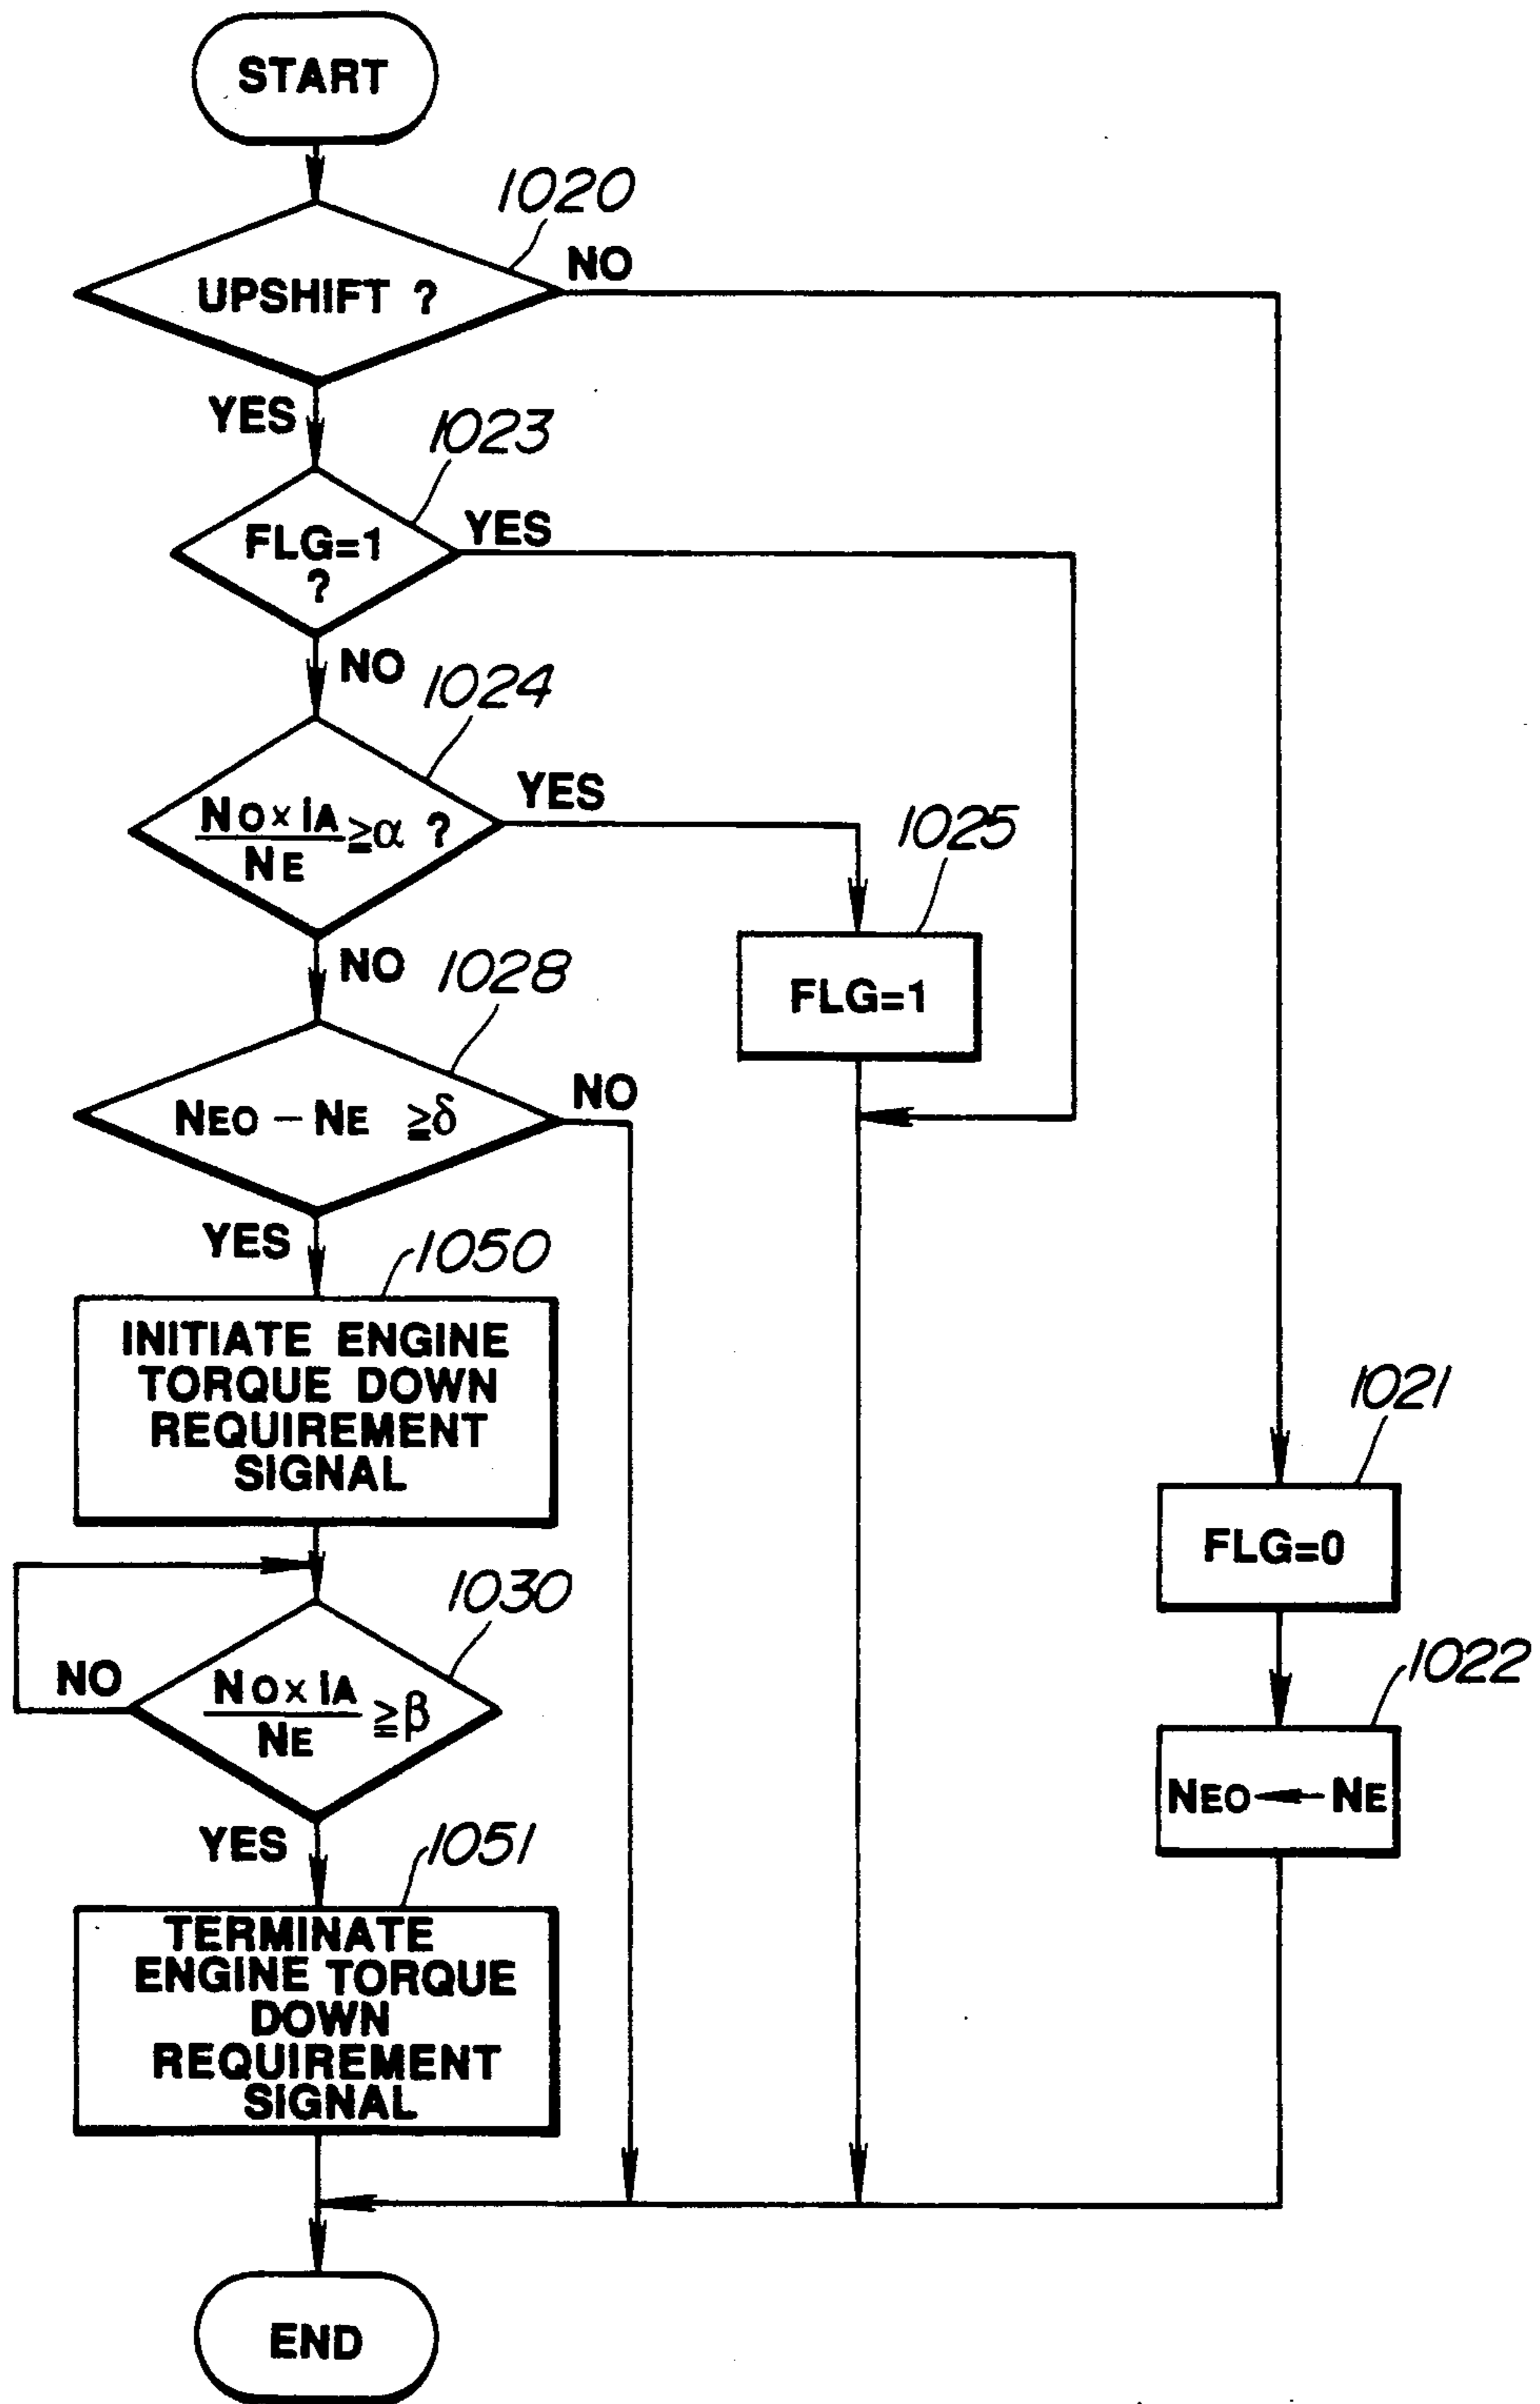 START
1020
NO
UPSHIFT ?
YES
1023
FLG=1
?
YES
NO
1024
YES
NO×iA
NE
≧α ?
1025
FLG=1
NO
1028
NO
NEO − NE ≧δ
YES
1050
INITIATE ENGINE
TORQUE DOWN
REQUIREMENT
SIGNAL
1021
FLG=0
1030
NO
NO×iA
NE
≧β
1022
NEO ← NE
YES
1051
TERMINATE
ENGINE TORQUE
DOWN
REQUIREMENT
SIGNAL
END